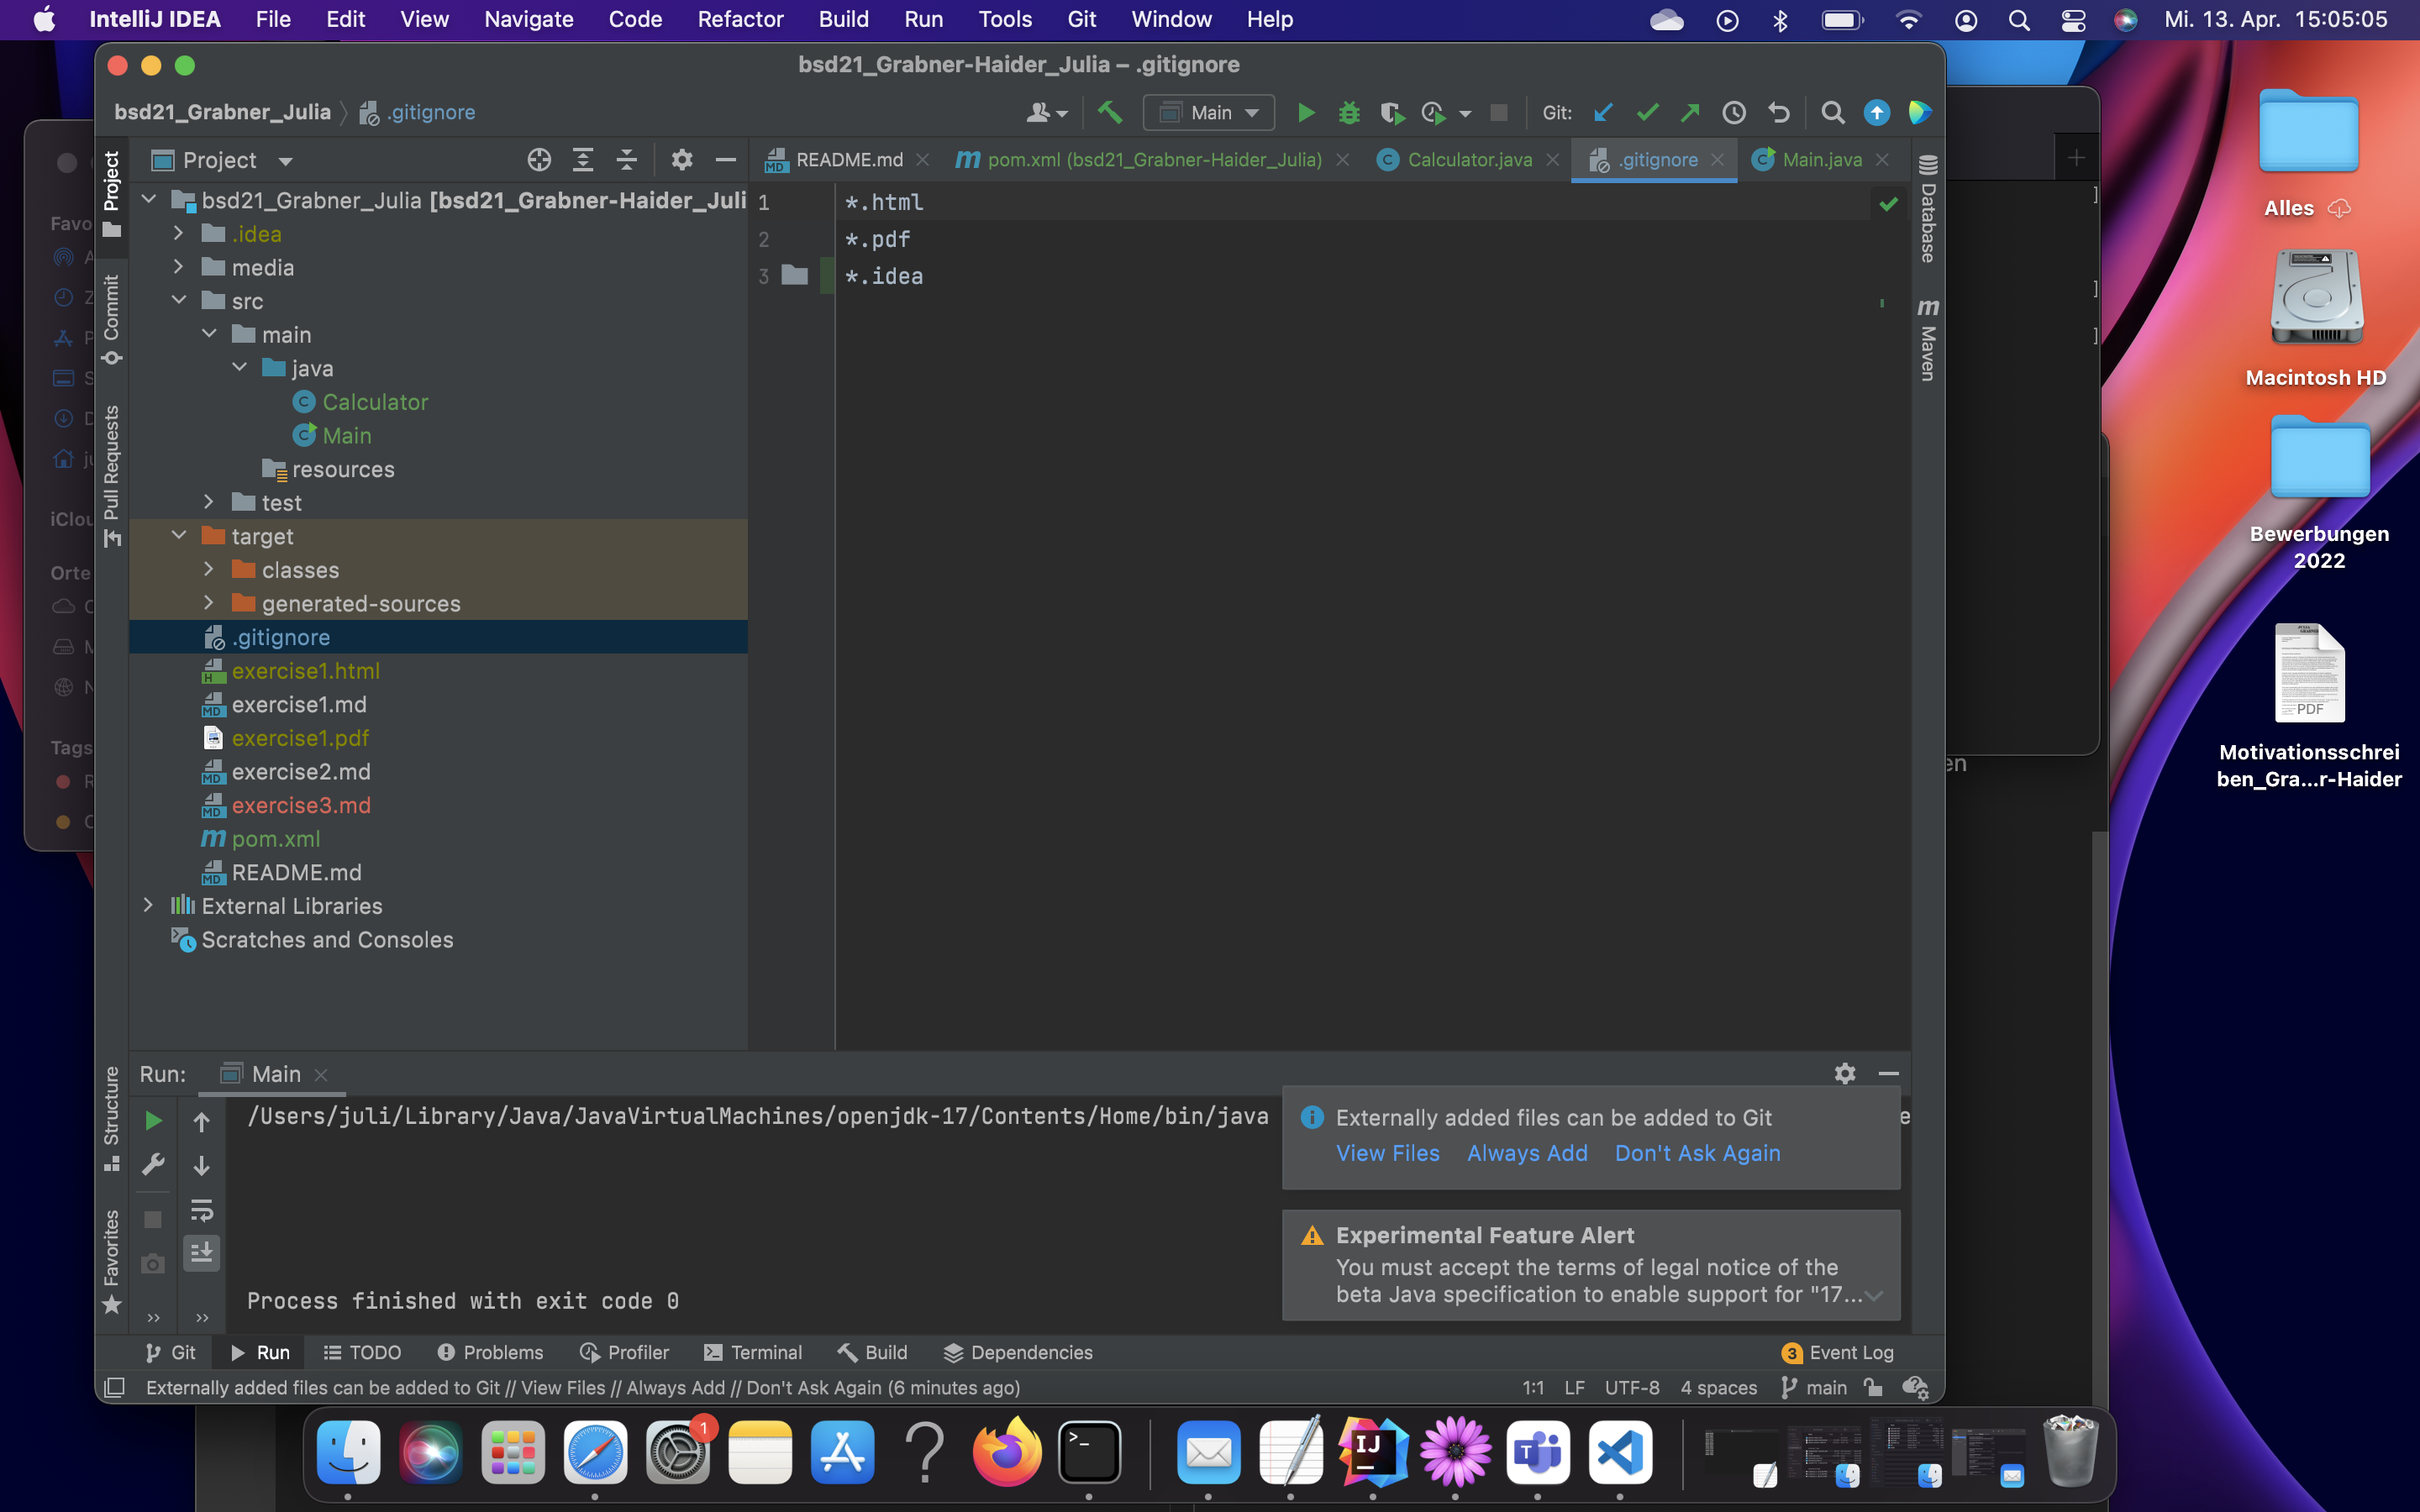 IntelliJ IDEA File Edit View Navigate Code Refactor Build Run Tools Git Window Help Mi. 13. Apr. 15:05:05
bsd21_Grabner-Haider_Julia – .gitignore
bsd21_Grabner_Julia .gitignore
Main Git:
Project
README.md pom.xml (bsd21_Grabner-Haider_Julia) Calculator.java .gitignore Main.java
Project
Commit
Pull Requests
Structure
Favorites
Database
Maven
bsd21_Grabner_Julia [bsd21_Grabner-Haider_Juli
.idea
media
src
main
java
Calculator
Main
resources
test
target
classes
generated-sources
.gitignore
exercise1.html
exercise1.md
exercise1.pdf
exercise2.md
exercise3.md
pom.xml
README.md
External Libraries
Scratches and Consoles
1 *.html
2 *.pdf
3 *.idea
Run: Main
/Users/juli/Library/Java/JavaVirtualMachines/openjdk-17/Contents/Home/bin/java
Process finished with exit code 0
Externally added files can be added to Git
View Files Always Add Don't Ask Again
Experimental Feature Alert
You must accept the terms of legal notice of the
beta Java specification to enable support for "17...
Git Run TODO Problems Profiler Terminal Build Dependencies 3 Event Log
Externally added files can be added to Git // View Files // Always Add // Don't Ask Again (6 minutes ago) 1:1 LF UTF-8 4 spaces main
Favo
iClou
Orte
Tags
en
Alles
Macintosh HD
Bewerbungen
2022
PDF
Motivationsschrei
ben_Gra...r-Haider
1
IJ